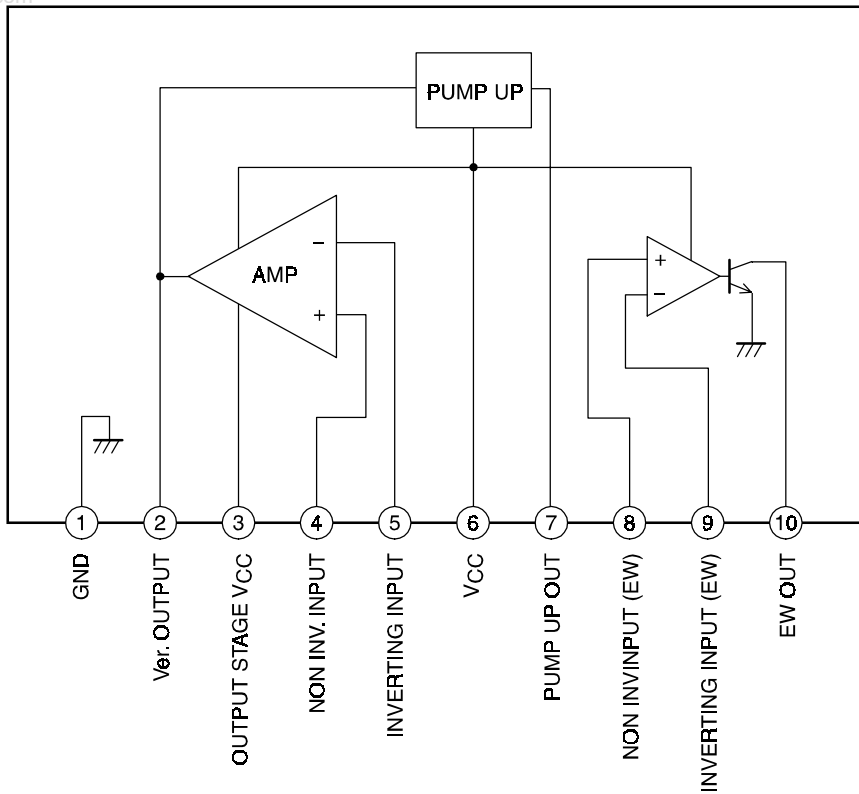 PUMP UP
AMP
−
+
+
−
1
2
3
4
5
6
7
8
9
10
GND
Ver. OUTPUT
OUTPUT STAGE VCC
NON INV. INPUT
INVERTING INPUT
VCC
PUMP UP OUT
NON INVINPUT (EW)
INVERTING INPUT (EW)
EW OUT